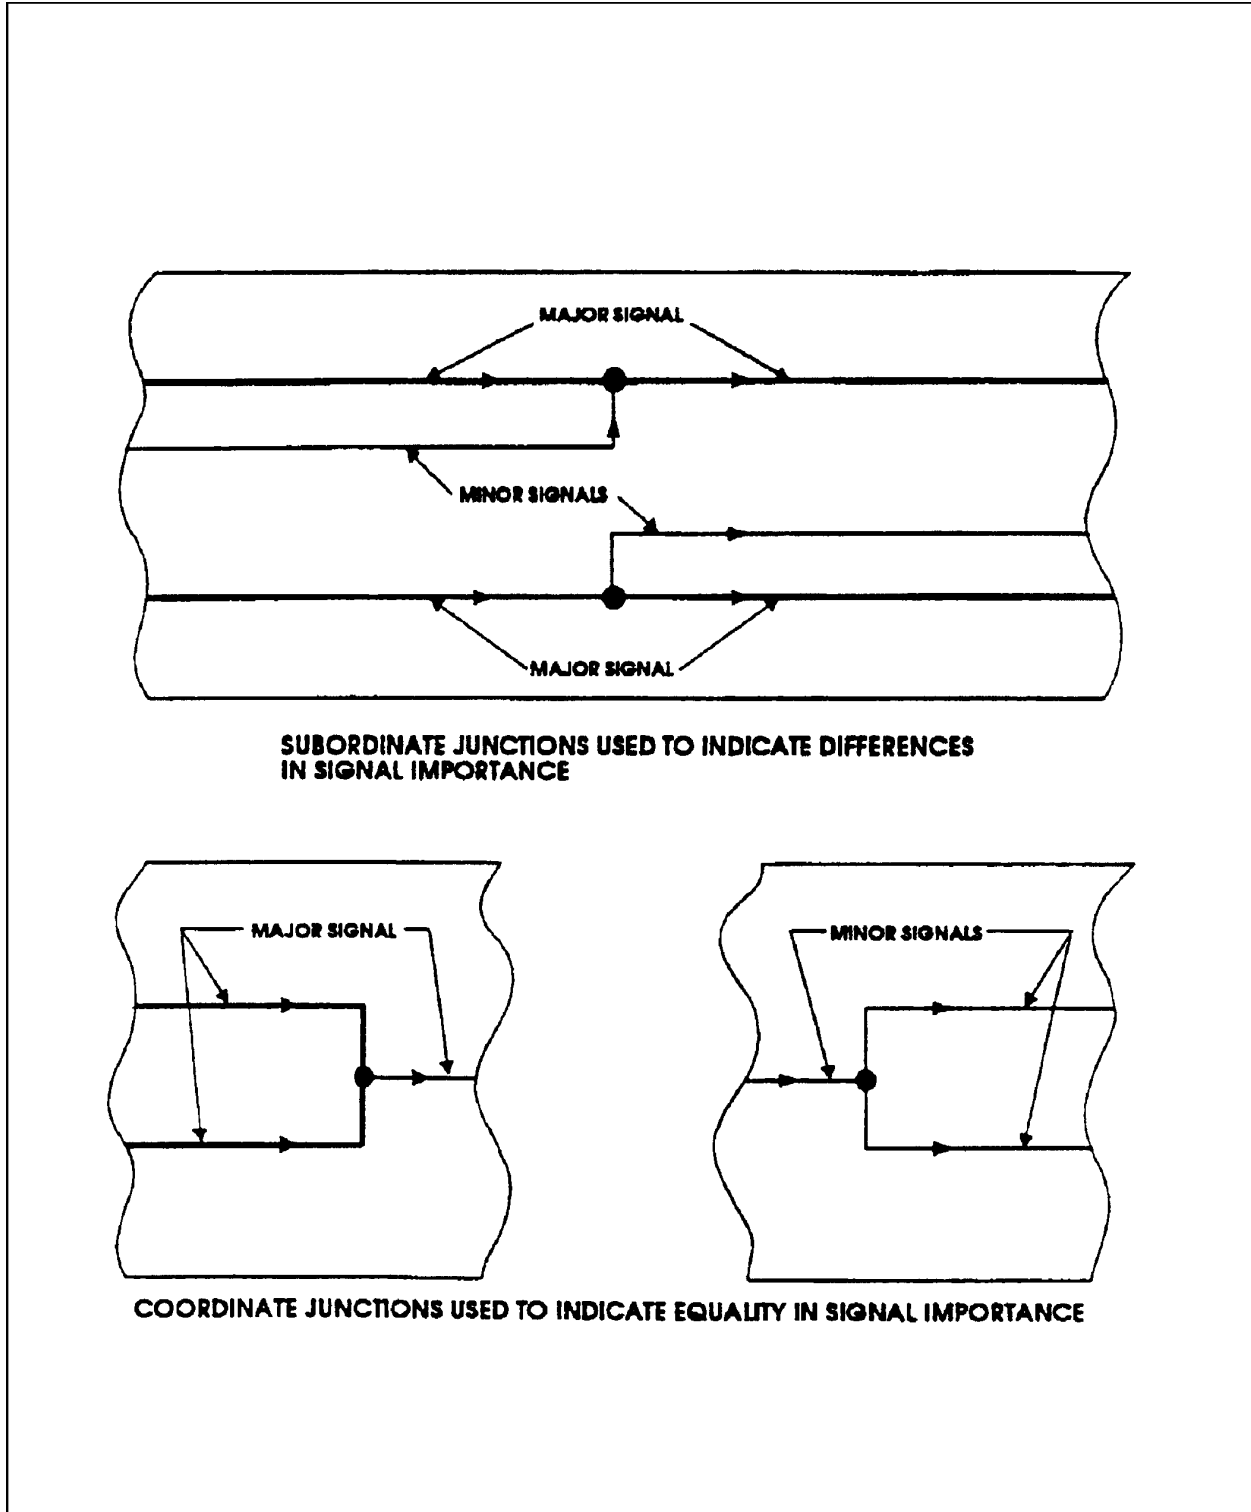 MAJOR SIGNAL
MINOR SIGNALS
MAJOR SIGNAL
SUBORDINATE JUNCTIONS USED TO INDICATE DIFFERENCES
IN SIGNAL IMPORTANCE
MAJOR SIGNAL
MINOR SIGNALS
COORDINATE JUNCTIONS USED TO INDICATE EQUALITY IN SIGNAL IMPORTANCE